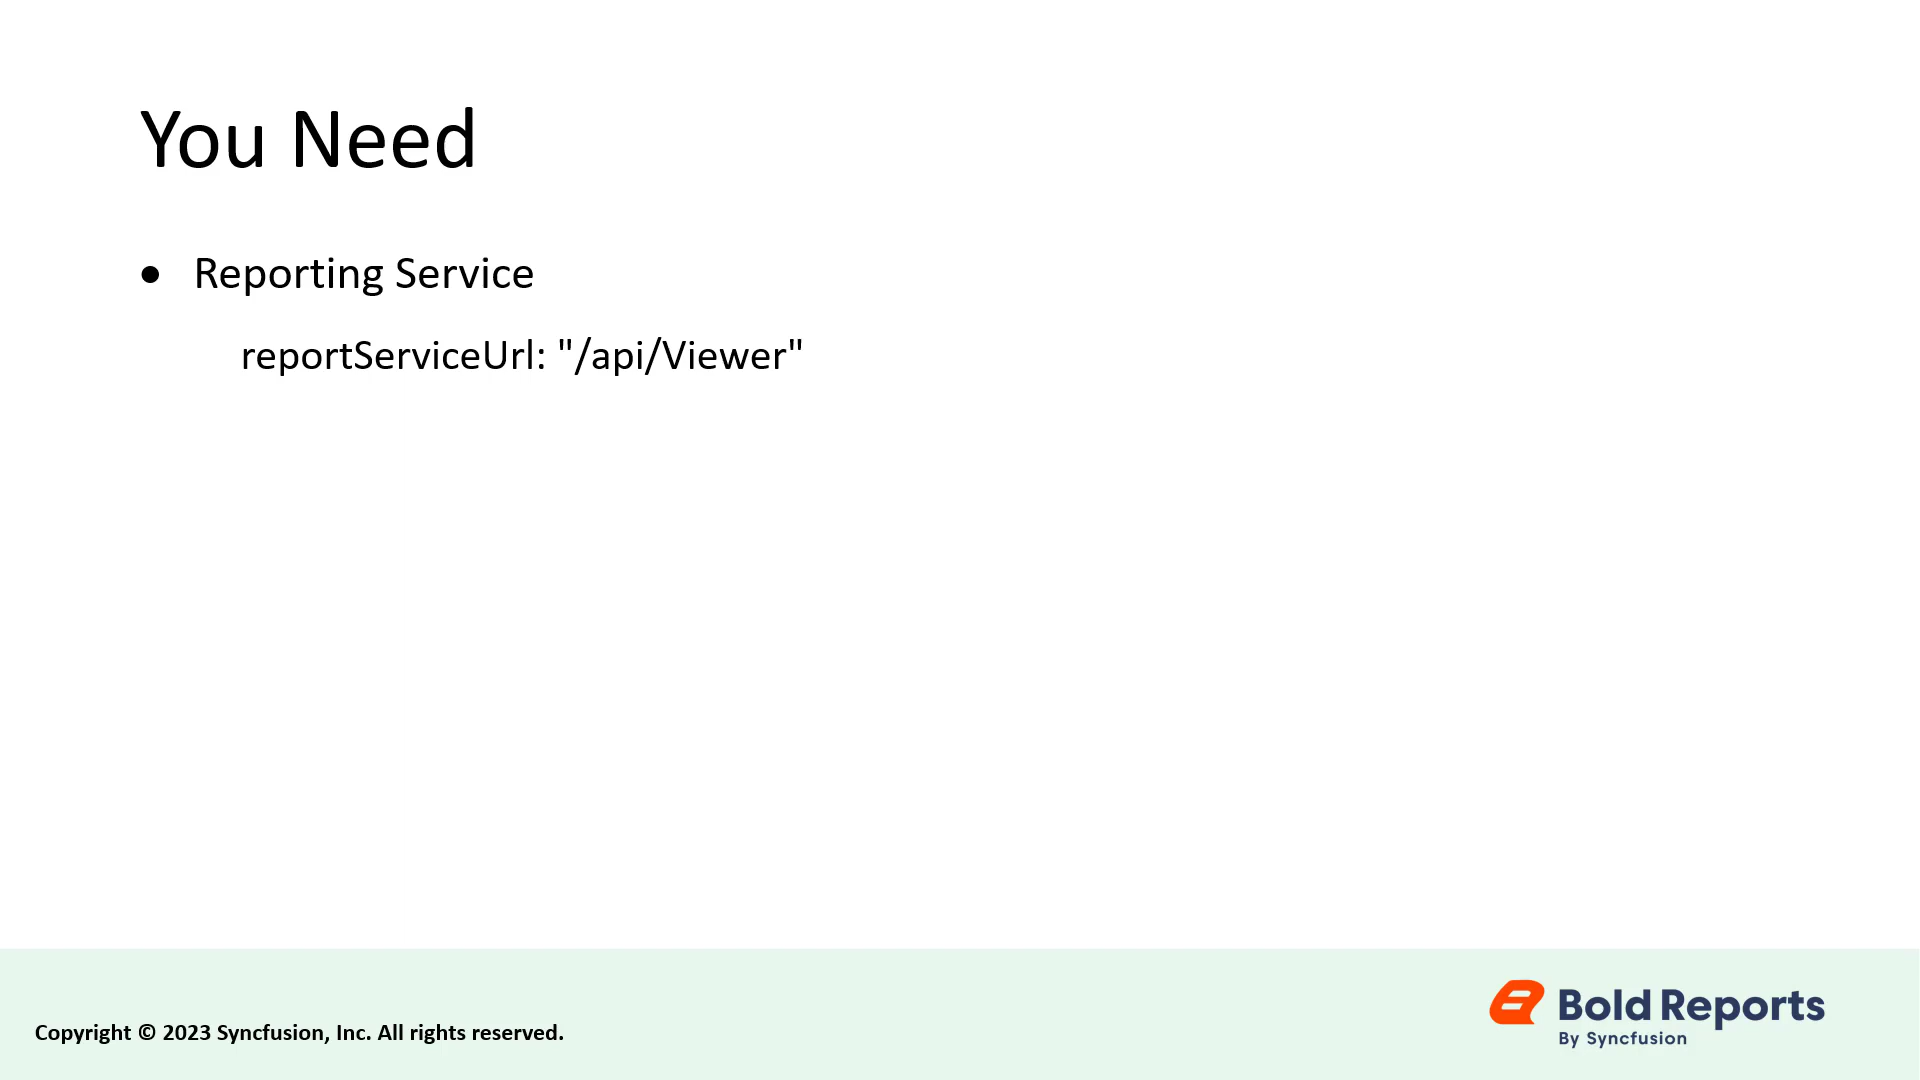 You Need
● Reporting Service
reportServiceUrl: "/api/Viewer"
Copyright © 2023 Syncfusion, Inc. All rights reserved.
Bold Reports
By Syncfusion